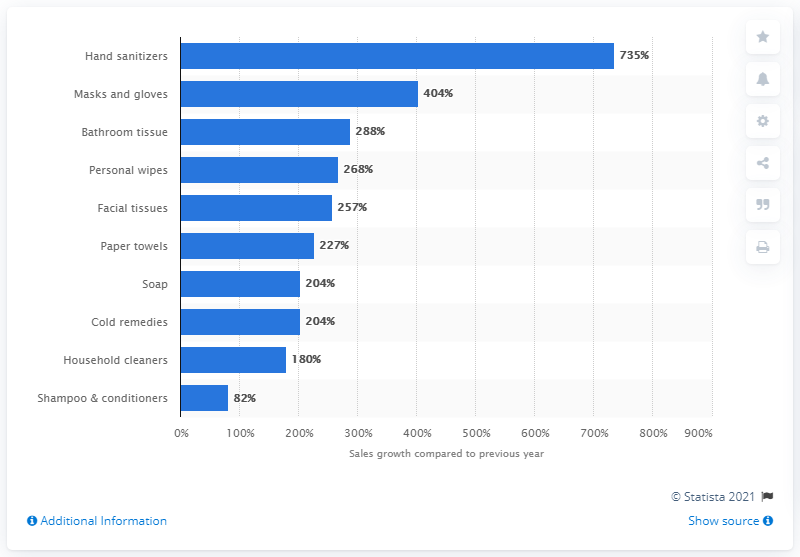 Hand sanitizers 735%
Masks and gloves 404%
Bathroom tissue 288%
Personal wipes 268%
Facial tissues 257%
Paper towels 227%
Soap 204%
Cold remedies 204%
Household cleaners 180%
Shampoo & conditioners 82%
0% 100% 200% 300% 400% 500% 600% 700% 800% 900%
Sales growth compared to previous year
© Statista 2021
Additional Information Show source